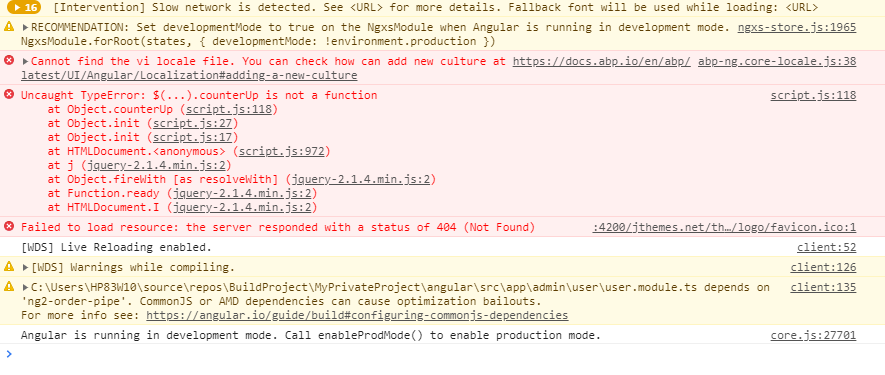 16 [Intervention] Slow network is detected. See <URL> for more details. Fallback font will be used while loading: <URL>
RECOMMENDATION: Set developmentMode to true on the NgxsModule when Angular is running in development mode. ngxs-store.js:1965
NgxsModule.forRoot(states, { developmentMode: !environment.production })
Cannot find the vi locale file. You can check how can add new culture at https://docs.abp.io/en/abp/ abp-ng.core-locale.js:38
latest/UI/Angular/Localization#adding-a-new-culture
Uncaught TypeError: $(...).counterUp is not a function script.js:118
at Object.counterUp (script.js:118)
at Object.init (script.js:27)
at Object.init (script.js:17)
at HTMLDocument.<anonymous> (script.js:972)
at j (jquery-2.1.4.min.js:2)
at Object.fireWith [as resolveWith] (jquery-2.1.4.min.js:2)
at Function.ready (jquery-2.1.4.min.js:2)
at HTMLDocument.I (jquery-2.1.4.min.js:2)
Failed to load resource: the server responded with a status of 404 (Not Found) :4200/jthemes.net/th…/logo/favicon.ico:1
[WDS] Live Reloading enabled. client:52
[WDS] Warnings while compiling. client:126
C:\Users\HP83W10\source\repos\BuildProject\MyPrivateProject\angular\src\app\admin\user\user.module.ts depends on client:135
'ng2-order-pipe'. CommonJS or AMD dependencies can cause optimization bailouts.
For more info see: https://angular.io/guide/build#configuring-commonjs-dependencies
Angular is running in development mode. Call enableProdMode() to enable production mode. core.js:27701